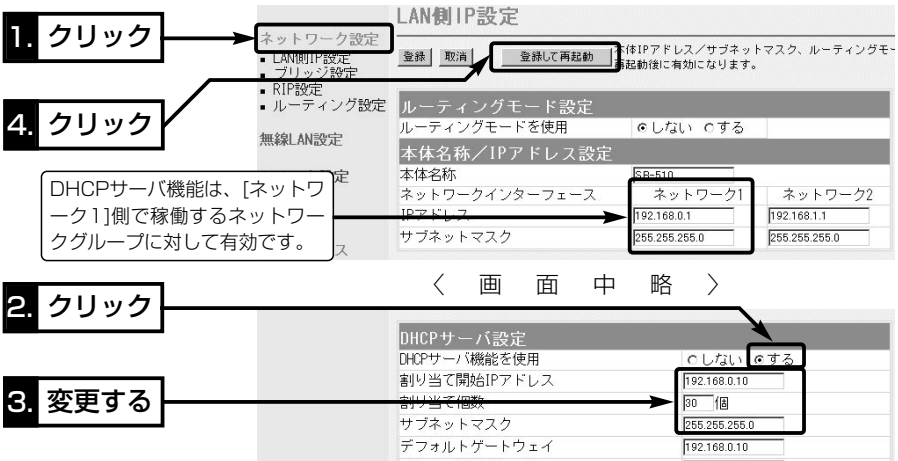 1. クリック
4. クリック
DHCPサーバ機能は、[ネットワ
ーク1]側で稼働するネットワー
クグループに対して有効です。
2. クリック
3. 変更する
ネットワーク設定
▪ LAN側IP設定
ブリッジ設定
▪ RIP設定
▪ ルーティング設定
無線LAN設定
定
ス
LAN側IP設定
登録 取消 登録して再起動
本体IPアドレス/サブネットマスク、ルーティングモー
再起動後に有効になります。
ルーティングモード設定
ルーティングモードを使用 しない する
本体名称/IPアドレス設定
本体名称 SB-510
ネットワークインターフェース ネットワーク1 ネットワーク2
IPアドレス 192.168.0.1 192.168.1.1
サブネットマスク 255.255.255.0 255.255.255.0
〈 画 面 中 略 〉
DHCPサーバ設定
DHCPサーバ機能を使用 しない する
割り当て開始IPアドレス 192.168.0.10
割り当て個数 30 個
サブネットマスク 255.255.255.0
デフォルトゲートウェイ 192.168.0.10